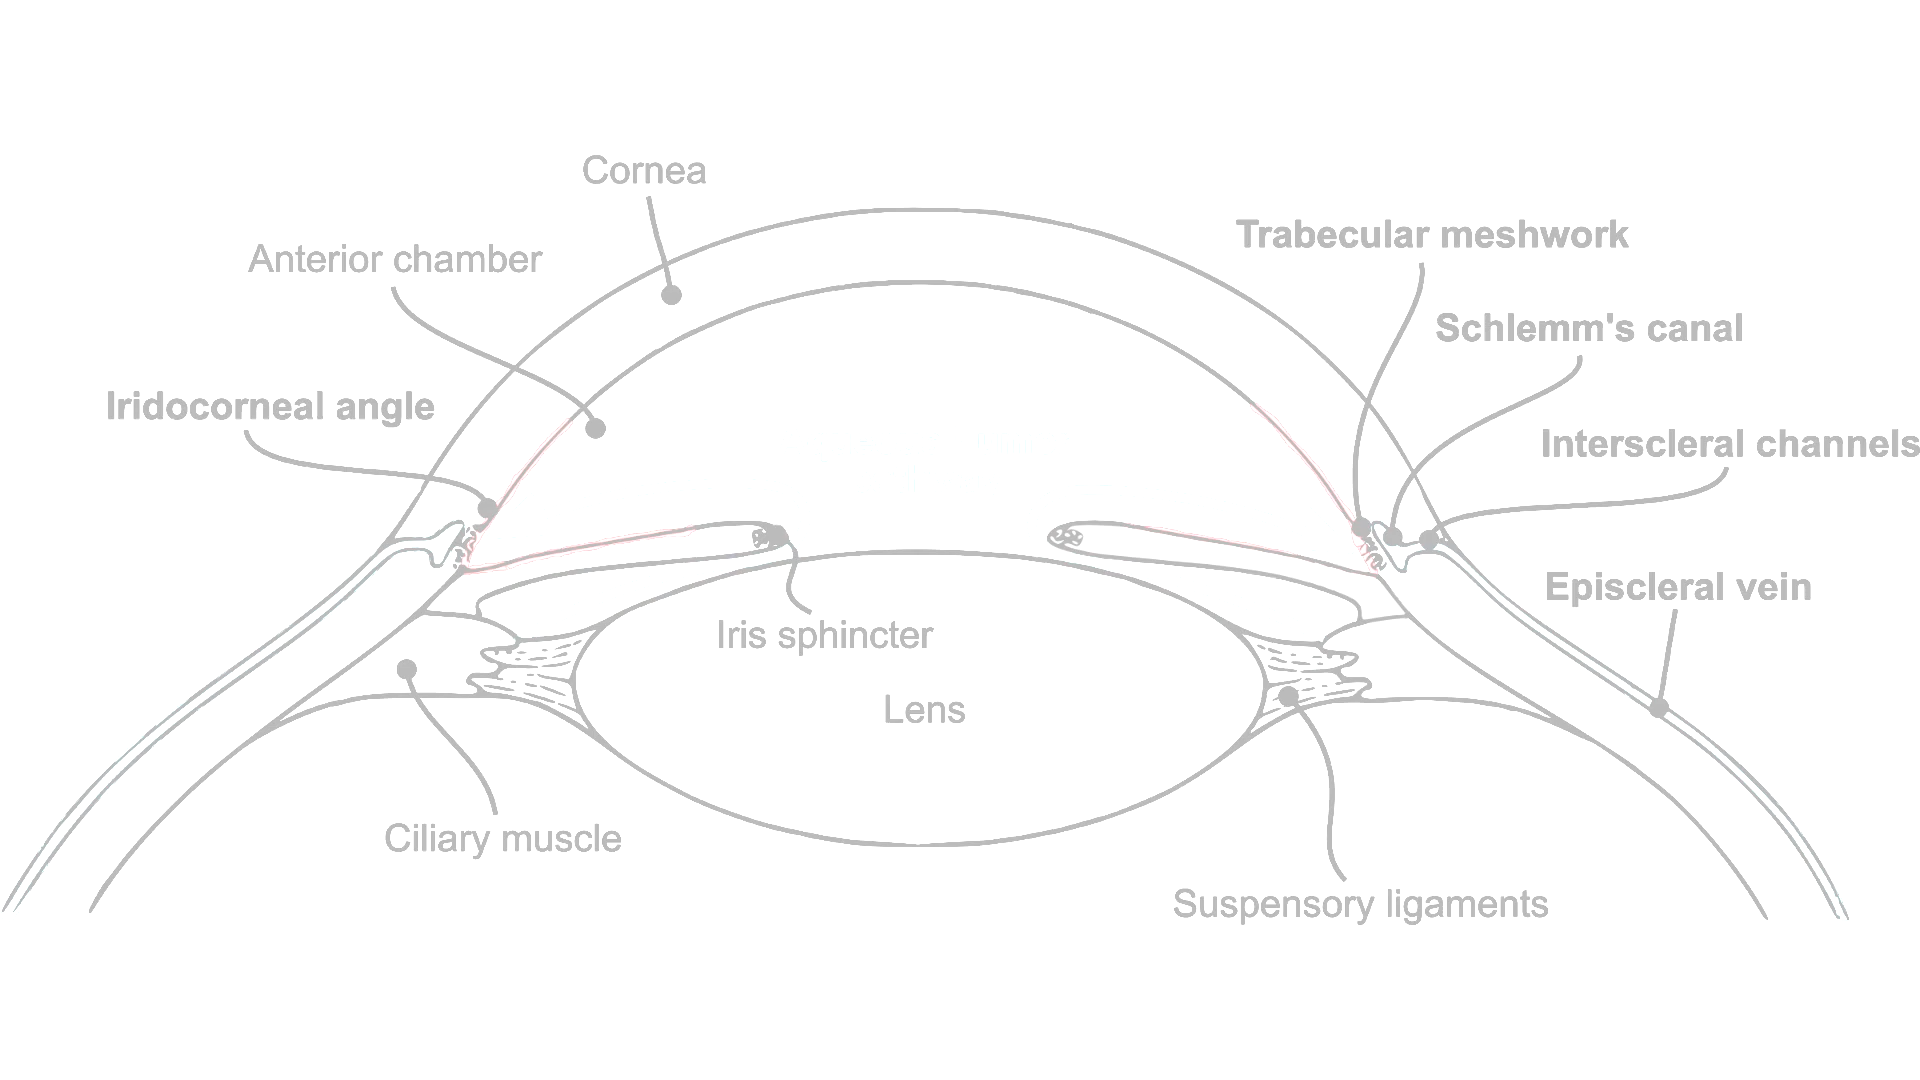 Cornea
Trabecular meshwork
Anterior chamber
Schlemm's canal
Iridocorneal angle
Interscleral channels
Episcleral vein
Iris sphincter
Lens
Ciliary muscle
Suspensory ligaments